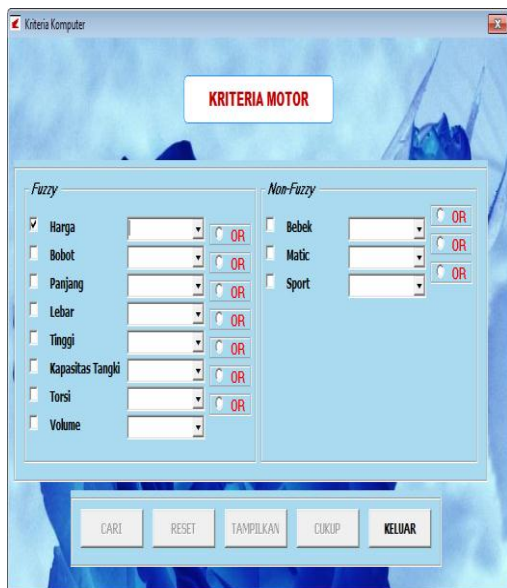 Kriteria Komputer
KRITERIA MOTOR
Fuzzy
Harga
OR
Bobot
OR
Panjang
OR
Lebar
OR
Tinggi
OR
Kapasitas Tangki
OR
Torsi
OR
Volume
Non-Fuzzy
OR
Bebek
OR
Matic
OR
Sport
CARI
RESET
TAMPILKAN
CUKUP
KELUAR